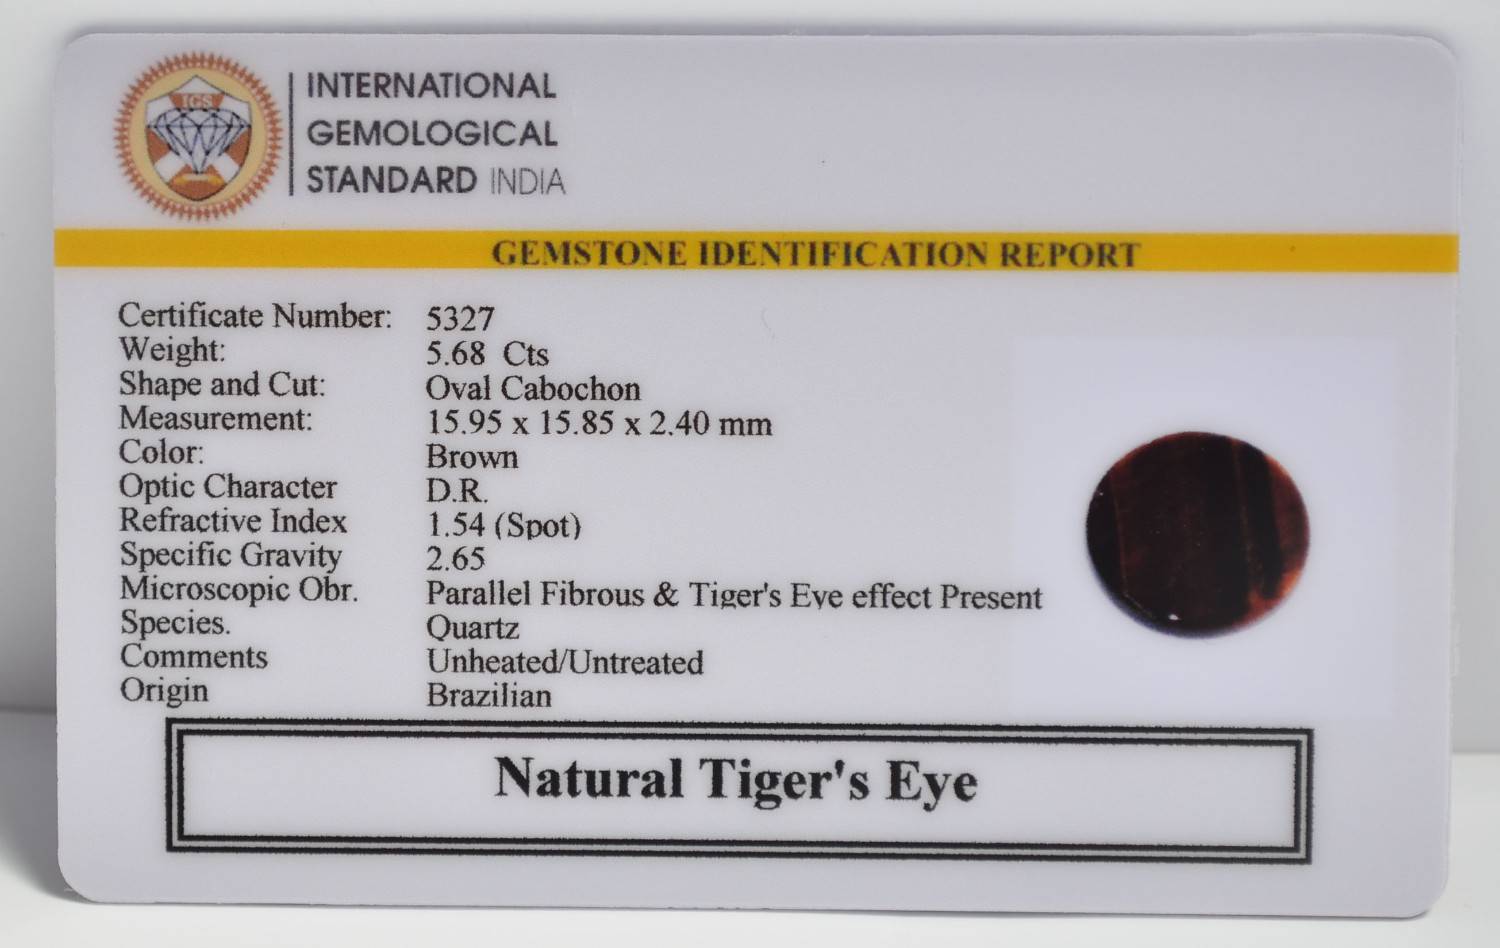 IGS
INTERNATIONAL
GEMOLOGICAL
STANDARD INDIA
GEMSTONE IDENTIFICATION REPORT
Certificate Number: 5327
Weight: 5.68 Cts
Shape and Cut: Oval Cabochon
Measurement: 15.95 x 15.85 x 2.40 mm
Color: Brown
Optic Character D.R.
Refractive Index 1.54 (Spot)
Specific Gravity 2.65
Microscopic Obr. Parallel Fibrous & Tiger's Eye effect Present
Species. Quartz
Comments Unheated/Untreated
Origin Brazilian
Natural Tiger's Eye